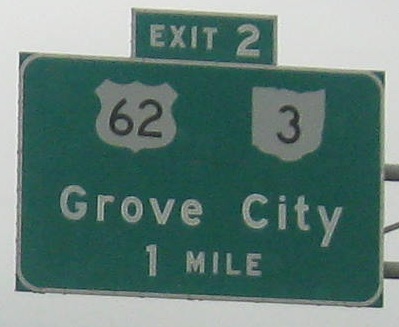 EXIT 2
62 3
Grove City
1 MILE